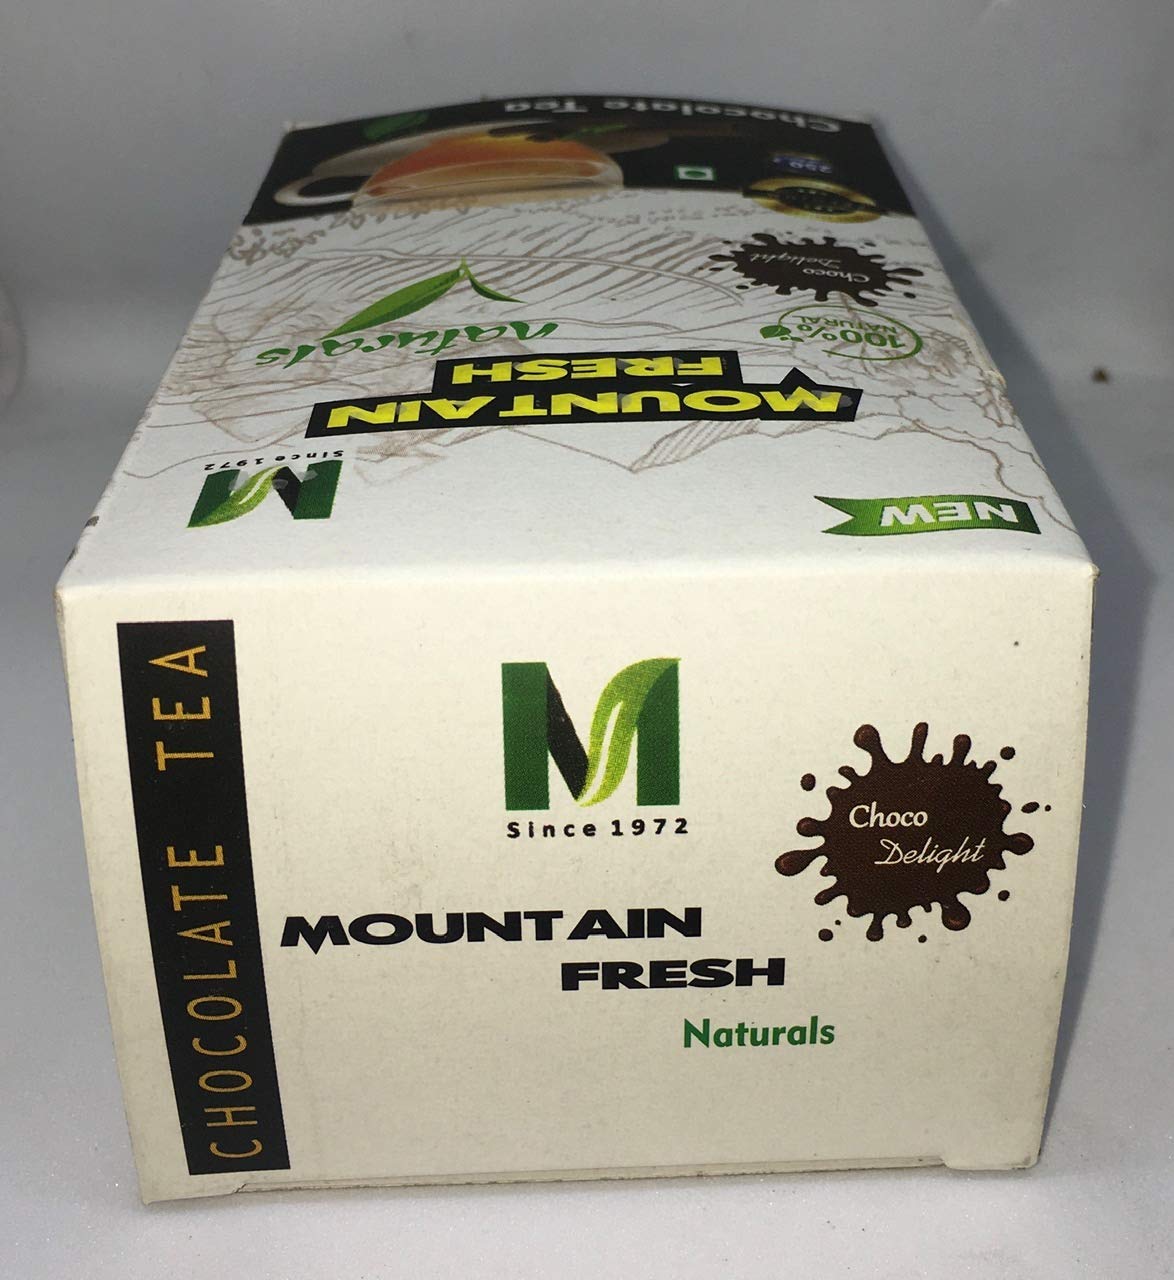 CHOCOLATE TEA
Since 1972
Choco
Delight
MOUNTAIN
FRESH
Naturals
NEW
Since 1972
MOUNTAIN
FRESH
naturals
100%
NATURAL
Choco
Delight
Chocolate Tea